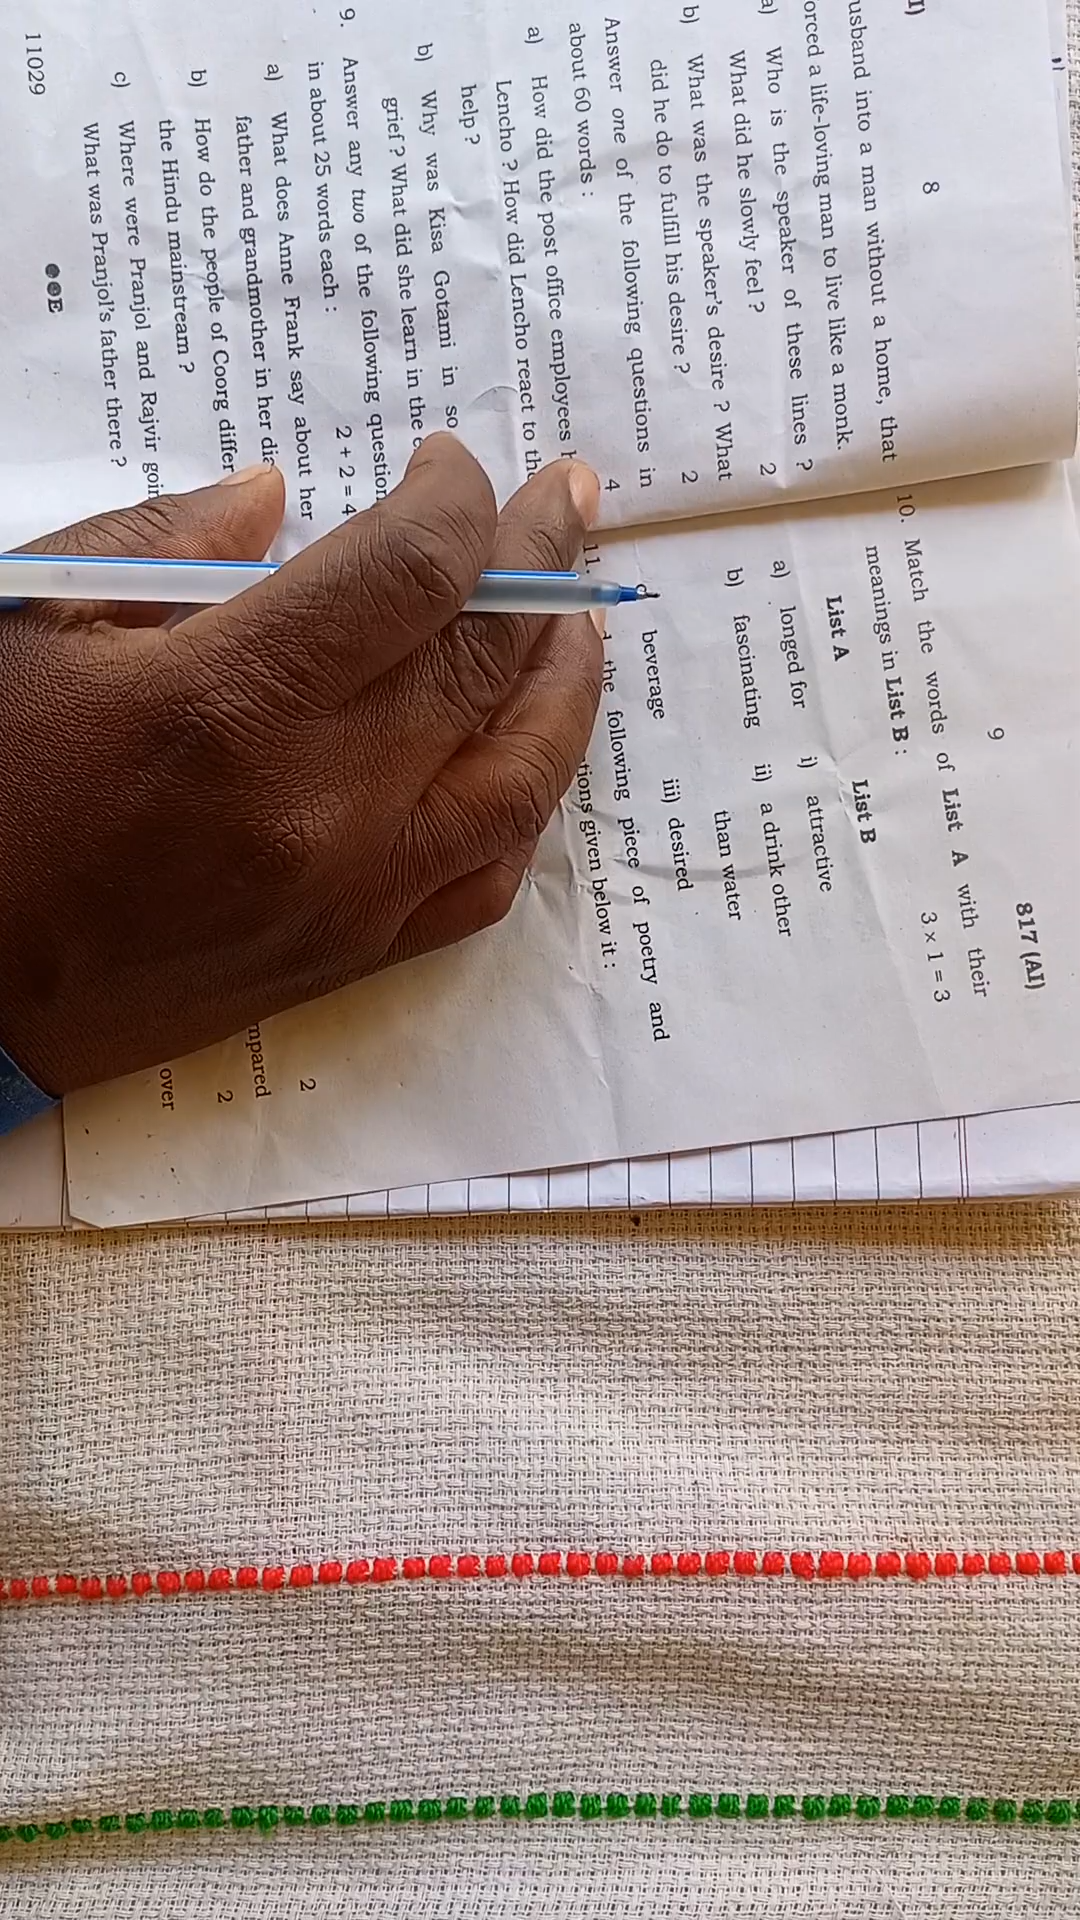 I) 8
usband into a man without a home, that
orced a life-loving man to live like a monk.
a) Who is the speaker of these lines ?
What did he slowly feel ? 2
b) What was the speaker's desire ? What
did he do to fulfill his desire ? 2
Answer one of the following questions in
about 60 words : 4
a) How did the post office employees
Lencho ? How did Lencho react to
help ?
b) Why was Kisa Gotami in so
grief ? What did she learn in the
9. Answer any two of the following question
in about 25 words each : 2 + 2 = 4
a) What does Anne Frank say about her
father and grandmother in her
b) How do the people of Coorg differ
the Hindu mainstream ?
c) Where were Pranjol and Rajvir goin
What was Pranjol's father there ?
11029 E
9 817 (AI)
10. Match the words of List A with their
meanings in List B : 3 × 1 = 3
List A List B
a) longed for i) attractive
b) fascinating ii) a drink other
than water
beverage iii) desired
11. the following piece of poetry and
tions given below it :
2
mpared
2
over